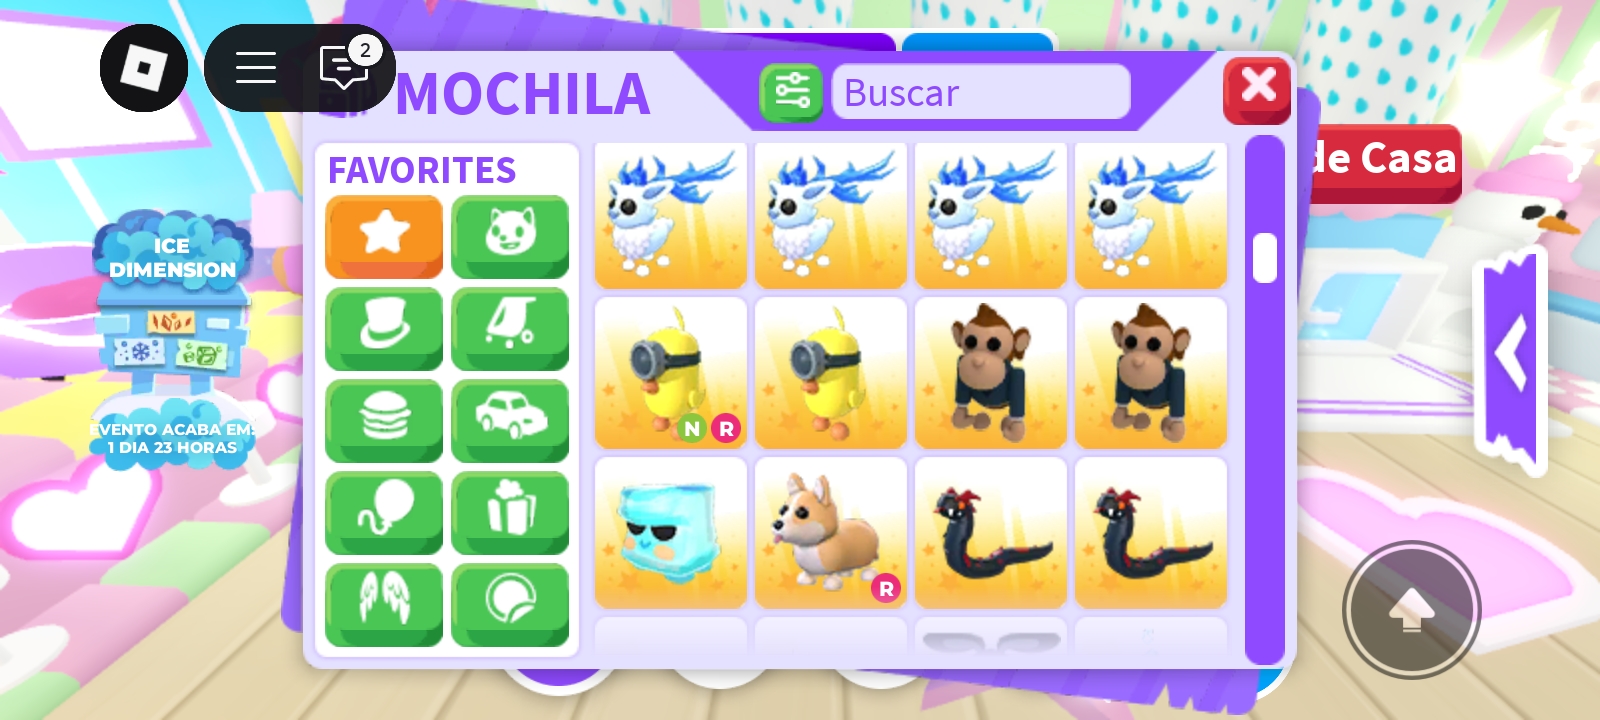 2
MOCHILA
Buscar
de Casa
FAVORITES
ICE
DIMENSION
EVENTO ACABA EM:
1 DIA 23 HORAS
N R
R